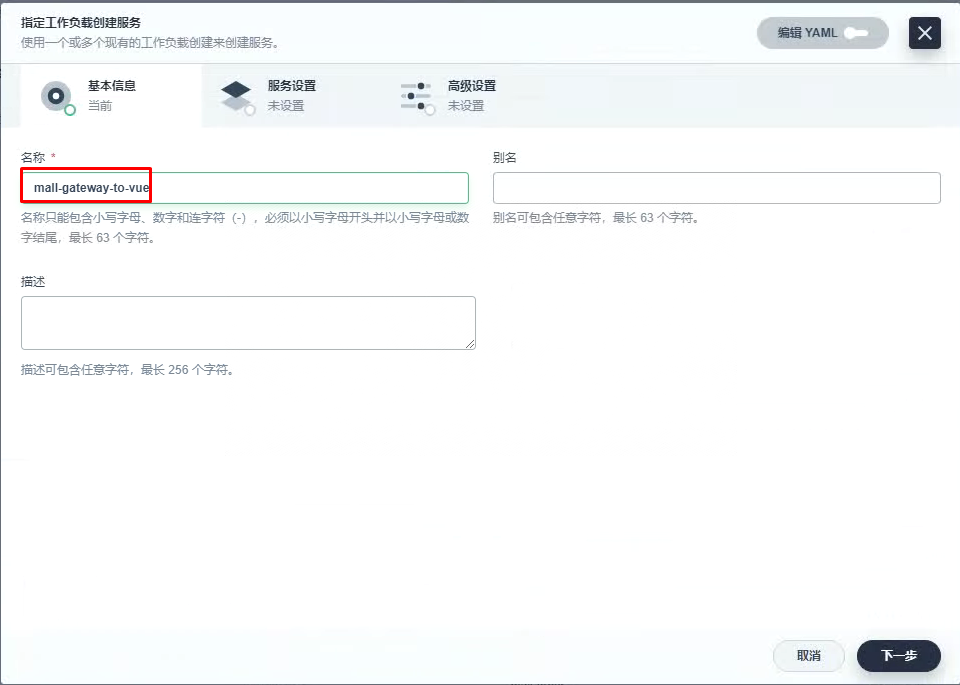 指定工作负载创建服务
使用一个或多个现有的工作负载创建来创建服务。
编辑 YAML
基本信息
当前
服务设置
未设置
高级设置
未设置
名称 *
mall-gateway-to-vue
名称只能包含小写字母、数字和连字符（-），必须以小写字母开头并以小写字母或数
字结尾，最长 63 个字符。
别名
别名可包含任意字符，最长 63 个字符。
描述
描述可包含任意字符，最长 256 个字符。
取消
下一步